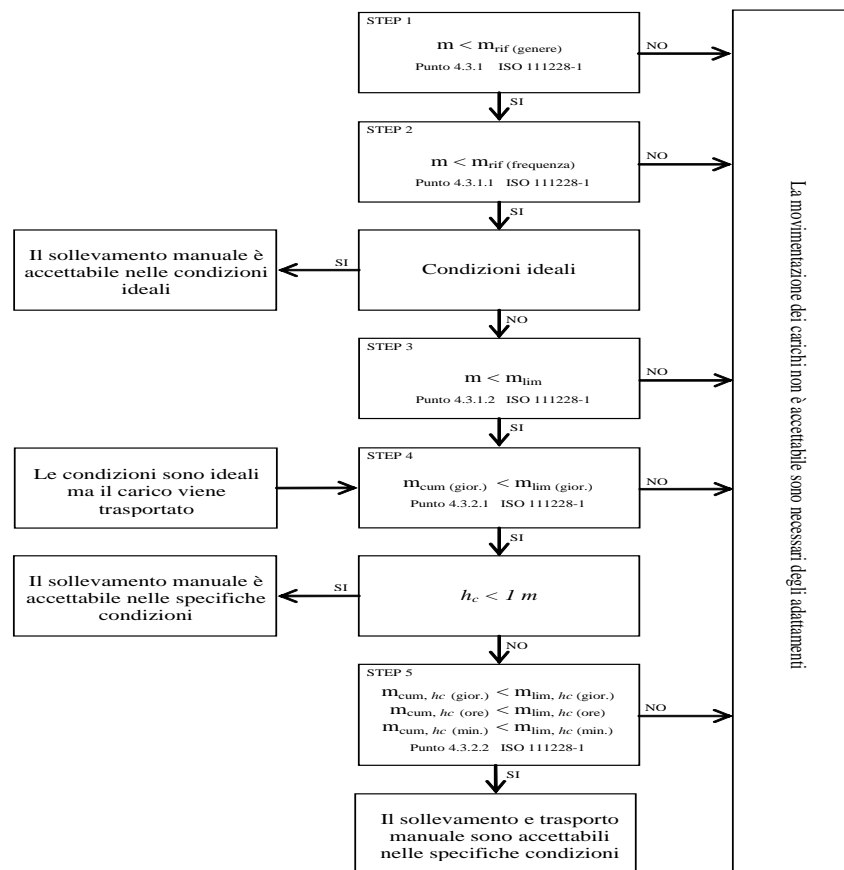 STEP 1
m < mrif (genere)
Punto 4.3.1 ISO 111228-1
NO
SI
STEP 2
m < mrif (frequenza)
Punto 4.3.1.1 ISO 111228-1
NO
SI
Il sollevamento manuale è
accettabile nelle condizioni
ideali
SI
Condizioni ideali
NO
STEP 3
m < mlim
Punto 4.3.1.2 ISO 111228-1
NO
SI
Le condizioni sono ideali
ma il carico viene
trasportato
STEP 4
mcum (gior.) < mlim (gior.)
Punto 4.3.2.1 ISO 111228-1
NO
SI
Il sollevamento manuale è
accettabile nelle specifiche
condizioni
SI
hc < 1 m
NO
STEP 5
mcum, hc (gior.) < mlim, hc (gior.)
mcum, hc (ore) < mlim, hc (ore)
mcum, hc (min.) < mlim, hc (min.)
Punto 4.3.2.2 ISO 111228-1
NO
SI
Il sollevamento e trasporto
manuale sono accettabili
nelle specifiche condizioni
La movimentazione dei carichi non è accettabile sono necessari degli adattamenti